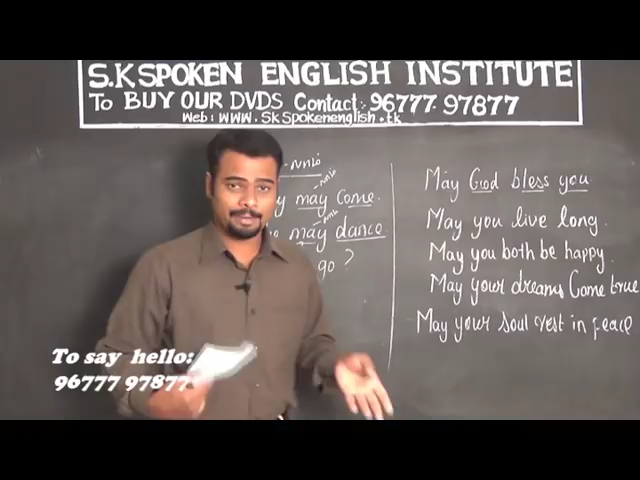 S.K SPOKEN ENGLISH INSTITUTE
To BUY OUR DVDS Contact:- 96777 97877
Web: WWW.SKSpokenenglish.tk
may Come.
may dance
go ?
May God bless you
May you live long.
May you both be happy.
May your dreams Come true
May your soul rest in peace
To say hello:
96777 97877